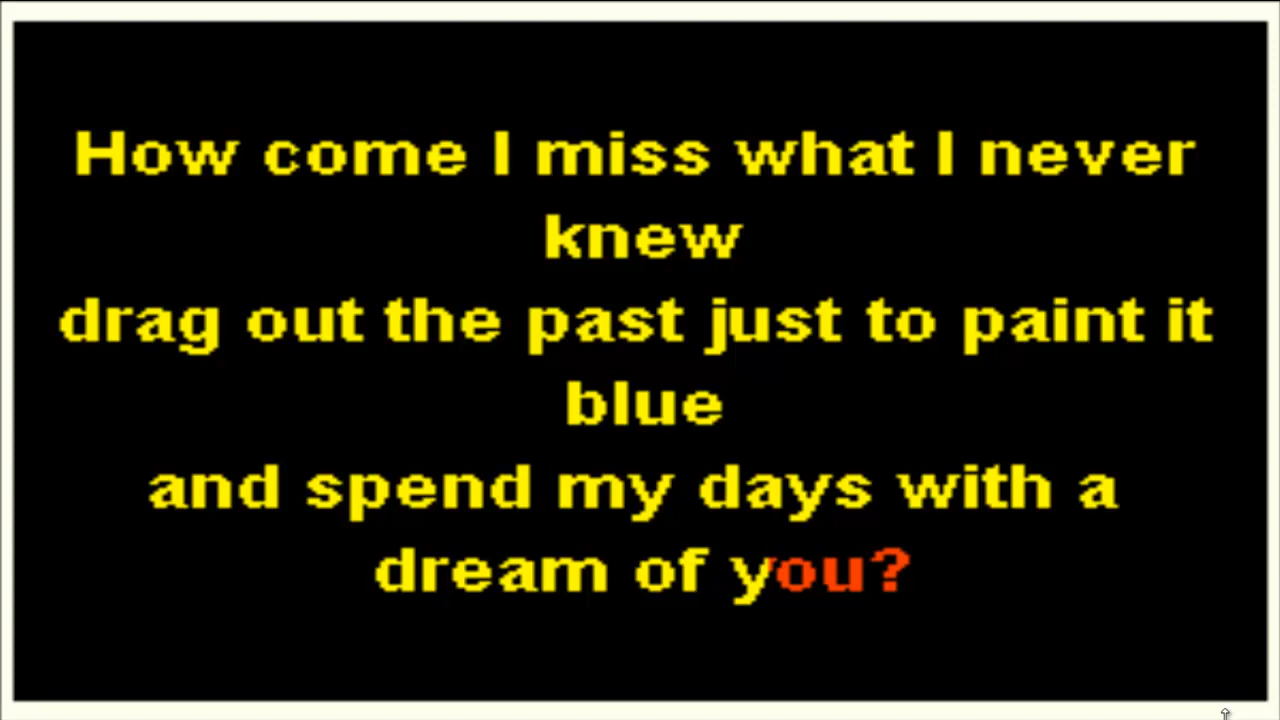 How come I miss what I never
knew
drag out the past just to paint it
blue
and spend my days with a
dream of you?